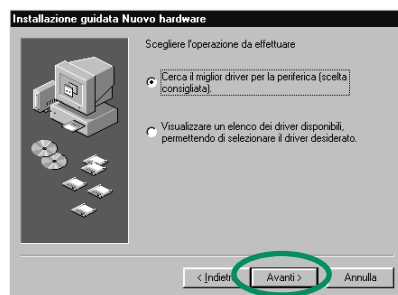 Installazione guidata Nuovo hardware
Scegliere l'operazione da effettuare
Cerca il miglior driver per la periferica (scelta
consigliata).
Visualizzare un elenco dei driver disponibili,
permettendo di selezionare il driver desiderato.
< Indietro Avanti > Annulla